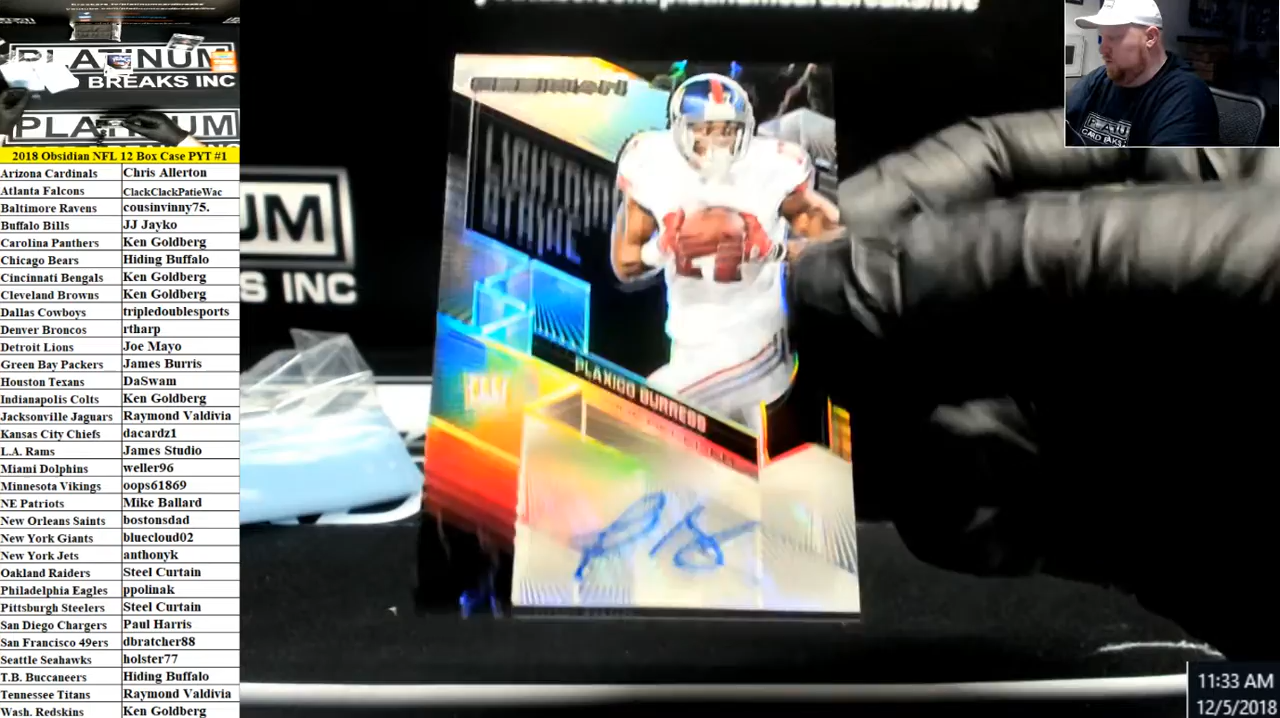 PLATINUM
BREAKS INC
PLATINUM
2018 Obsidian NFL 12 Box Case PYT #1
Arizona Cardinals Chris Allerton
Atlanta Falcons ClackClackPatieWac
Baltimore Ravens cousinvinny75.
Buffalo Bills JJ Jayko
Carolina Panthers Ken Goldberg
Chicago Bears Hiding Buffalo
Cincinnati Bengals Ken Goldberg
Cleveland Browns Ken Goldberg
Dallas Cowboys tripledoublesports
Denver Broncos rtharp
Detroit Lions Joe Mayo
Green Bay Packers James Burris
Houston Texans DaSwam
Indianapolis Colts Ken Goldberg
Jacksonville Jaguars Raymond Valdivia
Kansas City Chiefs dacardz1
L.A. Rams James Studio
Miami Dolphins weller96
Minnesota Vikings oops61869
NE Patriots Mike Ballard
New Orleans Saints bostonsdad
New York Giants bluecloud02
New York Jets anthonyk
Oakland Raiders Steel Curtain
Philadelphia Eagles ppolinak
Pittsburgh Steelers Steel Curtain
San Diego Chargers Paul Harris
San Francisco 49ers dbratcher88
Seattle Seahawks holster77
T.B. Buccaneers Hiding Buffalo
Tennessee Titans Raymond Valdivia
Wash. Redskins Ken Goldberg
UM
S INC
LIGHTNING
STRIKE
PLAXICO BURRESS
PLATINUM
CARD BREAKS
11:33 AM
12/5/2018